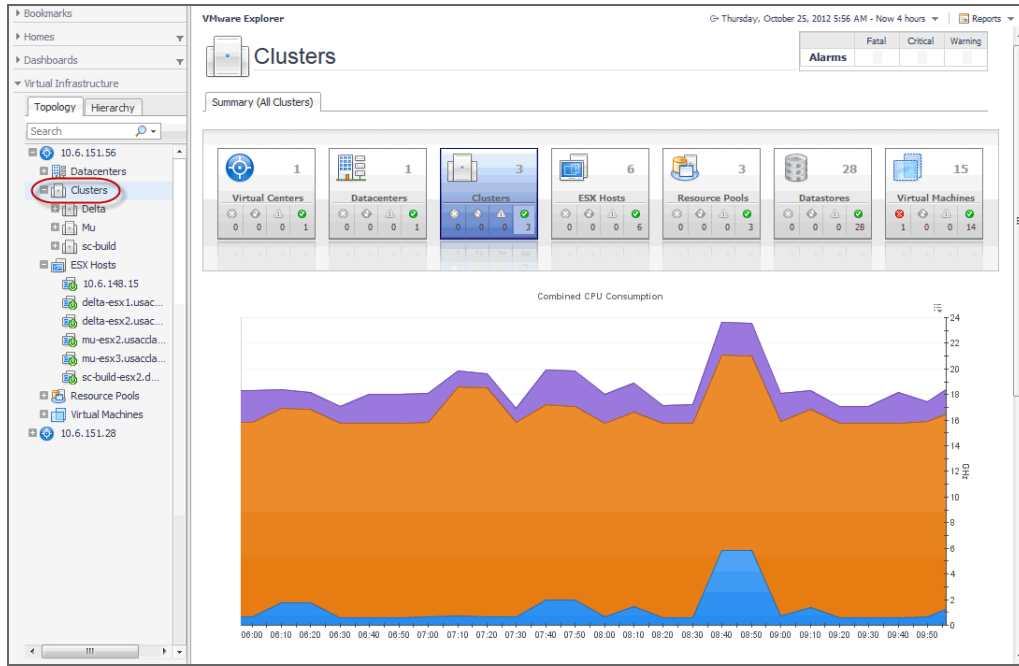 Bookmarks
Homes
Dashboards
Virtual Infrastructure
Topology
Hierarchy
Search
10.6.151.56
Datacenters
Clusters
Delta
Mu
sc-build
ESX Hosts
10.6.148.15
delta-esx1.usac...
delta-esx2.usac...
mu-esx2.usaccla...
mu-esx3.usaccla...
sc-build-esx2.d...
Resource Pools
Virtual Machines
10.6.151.28
VMware Explorer
Thursday, October 25, 2012 5:56 AM - Now 4 hours
Reports
Clusters
Fatal Critical Warning
Alarms
Summary (All Clusters)
1 1 3 6 3 28 15
Virtual Centers Datacenters Clusters ESX Hosts Resource Pools Datastores Virtual Machines
0 0 0 1 0 0 0 1 0 0 0 3 0 0 0 6 0 0 0 3 0 0 0 28 1 0 0 14
Combined CPU Consumption
24
22
20
18
16
14
12
GHz
10
8
6
4
2
0
06:00 06:10 06:20 06:30 06:40 06:50 07:00 07:10 07:20 07:30 07:40 07:50 08:00 08:10 08:20 08:30 08:40 08:50 09:00 09:10 09:20 09:30 09:40 09:50